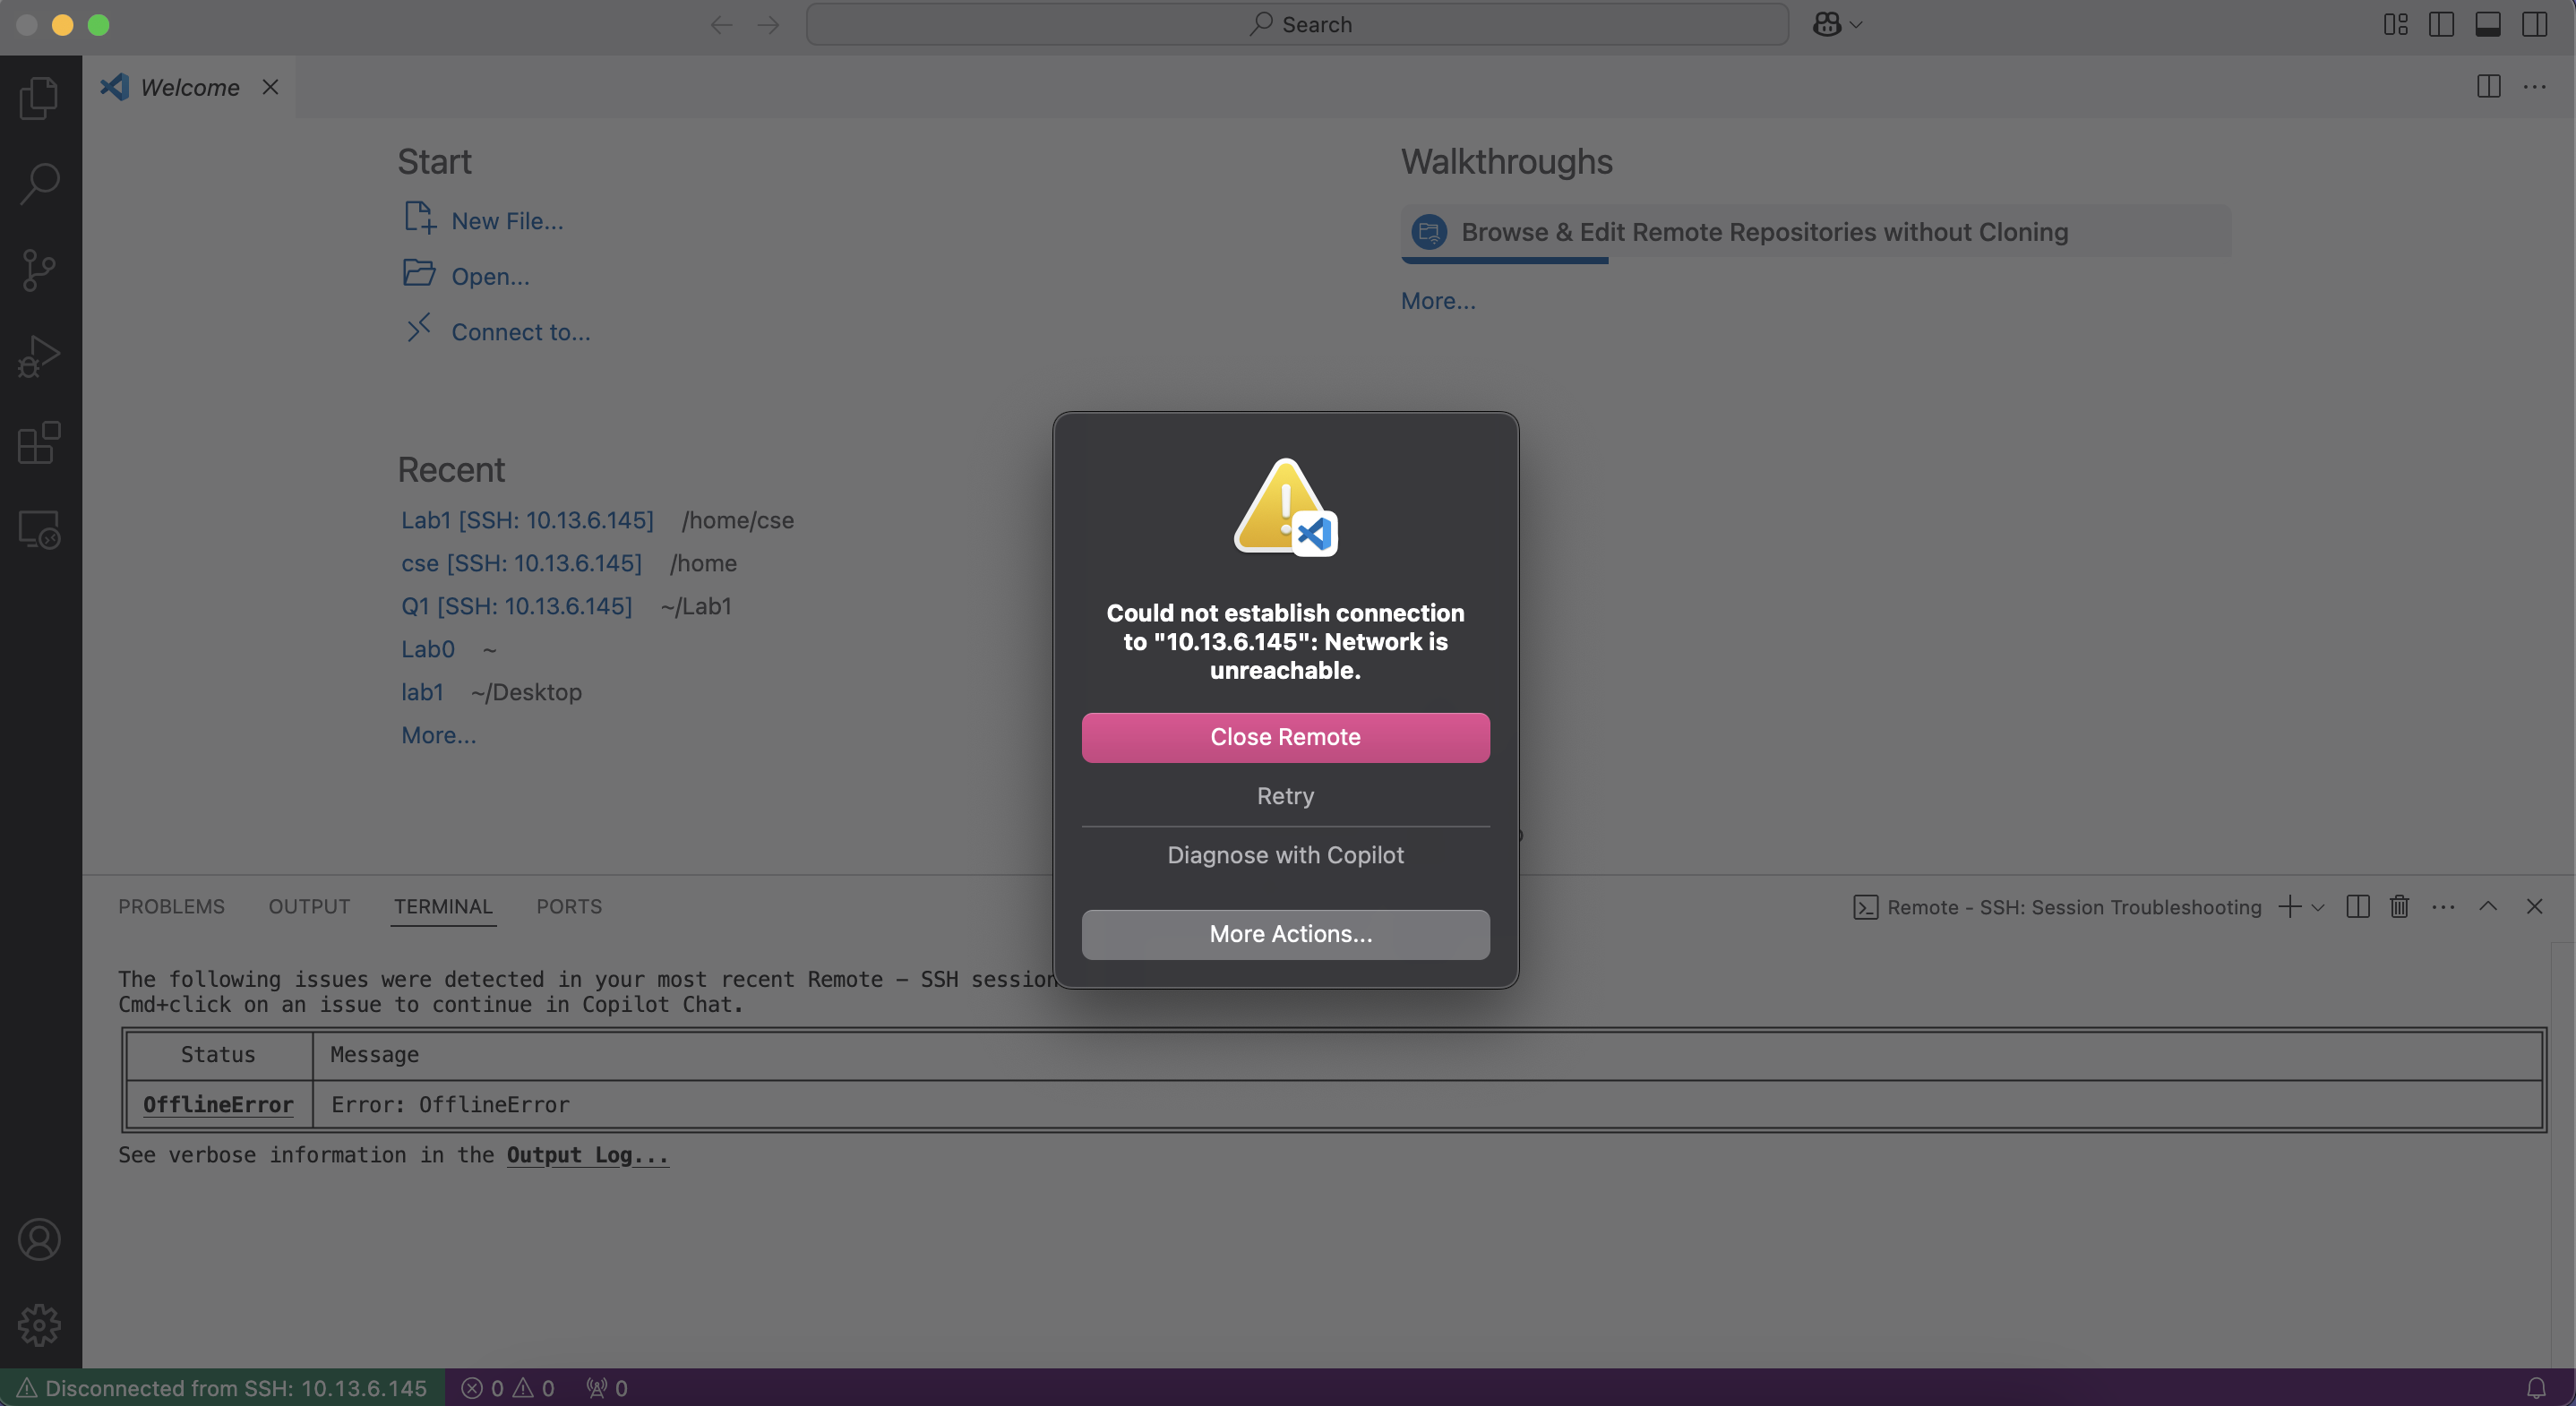 Search
Welcome
Start
New File...
Open...
Connect to...
Walkthroughs
Browse & Edit Remote Repositories without Cloning
More...
Recent
Lab1 [SSH: 10.13.6.145] /home/cse
cse [SSH: 10.13.6.145] /home
Q1 [SSH: 10.13.6.145] ~/Lab1
Lab0 ~
lab1 ~/Desktop
More...
Could not establish connection
to "10.13.6.145": Network is
unreachable.
Close Remote
Retry
Diagnose with Copilot
More Actions...
PROBLEMS OUTPUT TERMINAL PORTS
Remote - SSH: Session Troubleshooting
The following issues were detected in your most recent Remote - SSH session
Cmd+click on an issue to continue in Copilot Chat.
Status Message
OfflineError Error: OfflineError
See verbose information in the Output Log...
Disconnected from SSH: 10.13.6.145 0 0 0